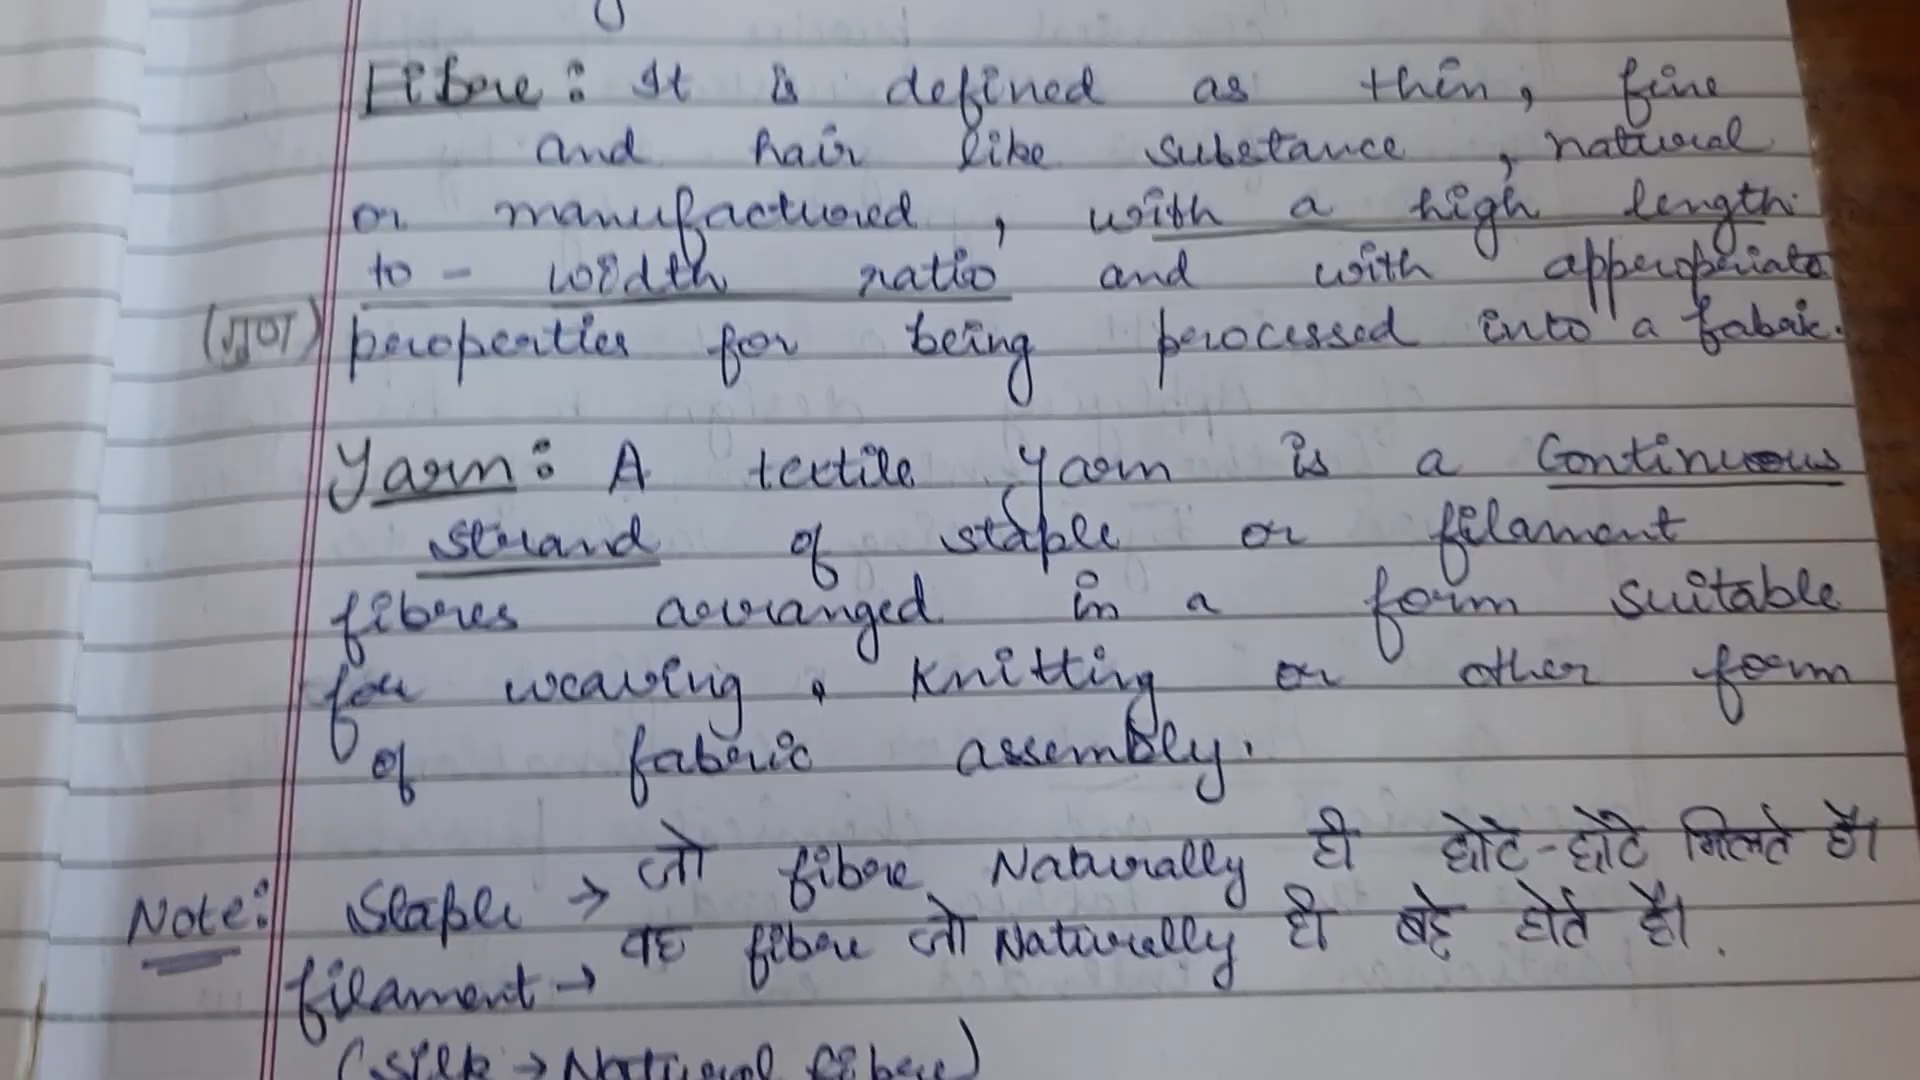 Fibre : It is defined as thin, fine
and hair like substance , natural
or manufactured , with a high length
to - width ratio and with appropriate
(गुण) properties for being processed into a fabric.
Yarn : A textile yarn is a Continuous
strand of staple or filament
fibres arranged in a form suitable
for weaving , knitting or other form
of fabric assembly.
Note : Staple → जो fibre Naturally ही छोटे-छोटे मिलते है।
filament → वह fibre जो Naturally ही बड़े होते है।
(silk → Natural fibre)